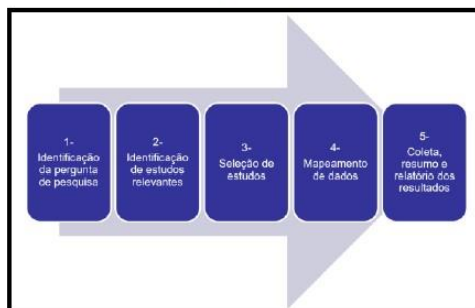 1-
Identificação
da pergunta
de pesquisa
2-
Identificação
de estudos
relevantes
3-
Seleção de
estudos
4-
Mapeamento
de dados
5-
Coleta,
resumo e
relatório dos
resultados